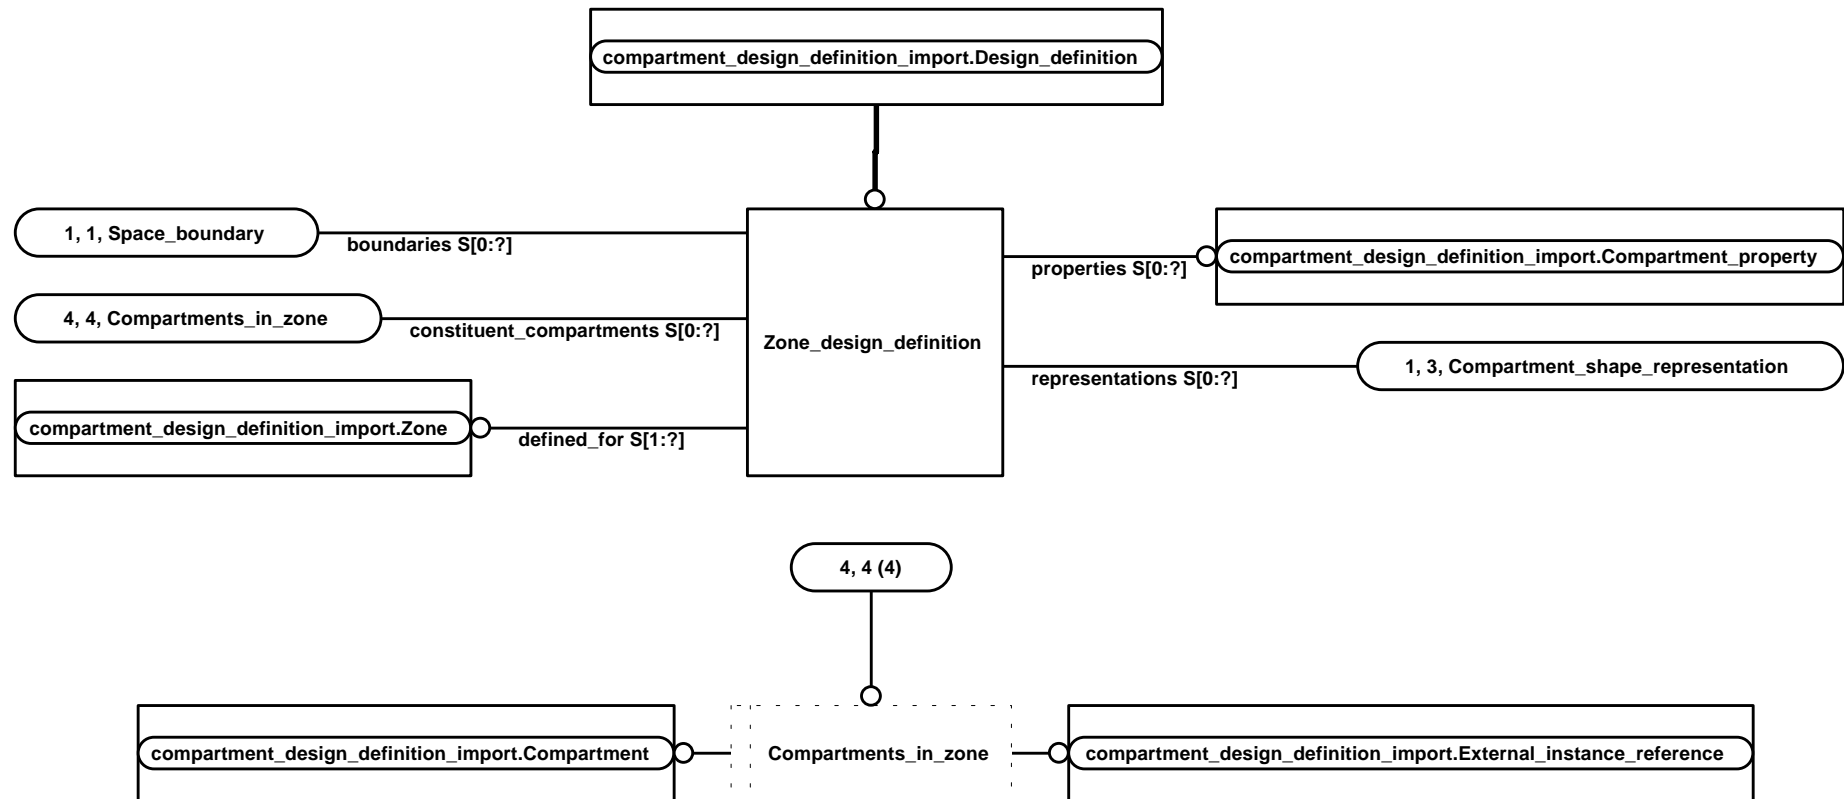 compartment_design_definition_import.Design_definition
1, 1, Space_boundary
boundaries S[0:?]
compartment_design_definition_import.Compartment_property
properties S[0:?]
4, 4, Compartments_in_zone
constituent_compartments S[0:?]
Zone_design_definition
1, 3, Compartment_shape_representation
representations S[0:?]
compartment_design_definition_import.Zone
defined_for S[1:?]
4, 4 (4)
compartment_design_definition_import.Compartment
Compartments_in_zone
compartment_design_definition_import.External_instance_reference